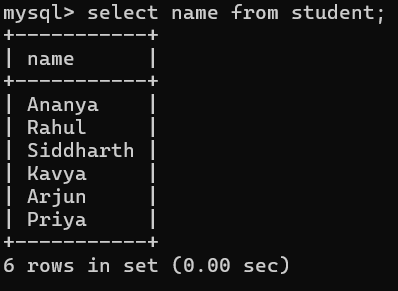 mysql> select name from student;
+-----------+
| name      |
+-----------+
| Ananya    |
| Rahul     |
| Siddharth |
| Kavya     |
| Arjun     |
| Priya     |
+-----------+
6 rows in set (0.00 sec)